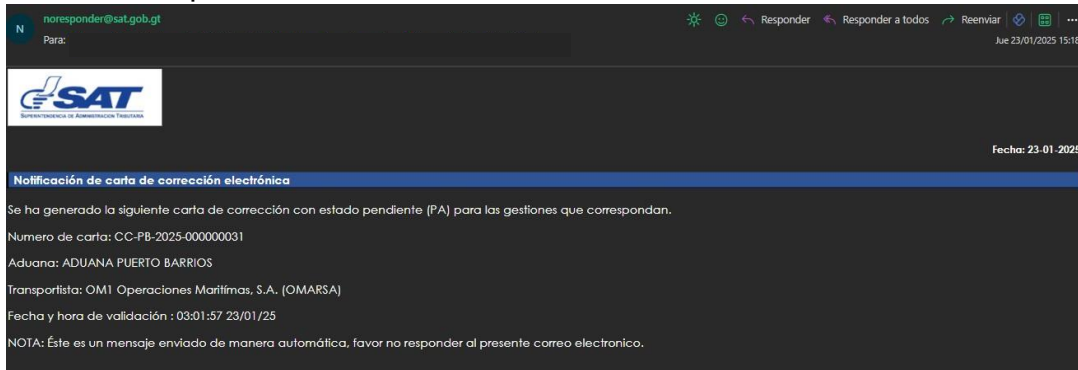 noresponder@sat.gob.gt
N
Responder
Responder a todos
Reenviar
Para:
Jue 23/01/2025 15:18
SAT
SUPERINTENDENCIA DE ADMINISTRACION TRIBUTARIA
Fecha: 23-01-2025
Notificación de carta de corrección electrónica
Se ha generado la siguiente carta de corrección con estado pendiente (PA) para las gestiones que correspondan.
Numero de carta: CC-PB-2025-000000031
Aduana: ADUANA PUERTO BARRIOS
Transportista: OM1 Operaciones Marítimas, S.A. (OMARSA)
Fecha y hora de validación : 03:01:57 23/01/25
NOTA: Éste es un mensaje enviado de manera automática, favor no responder al presente correo electronico.